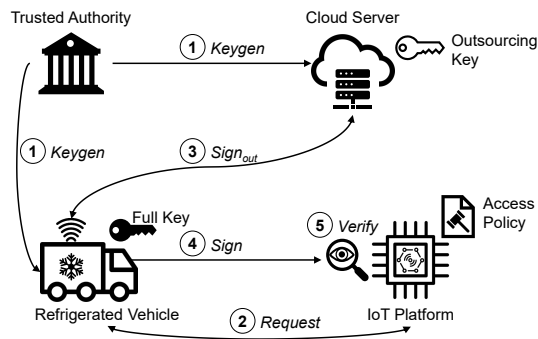 Trusted Authority
Cloud Server
1 Keygen
Outsourcing
Key
1 Keygen
3 Sign_out
Full Key
4 Sign
5 Verify
Access
Policy
Refrigerated Vehicle
IoT Platform
2 Request